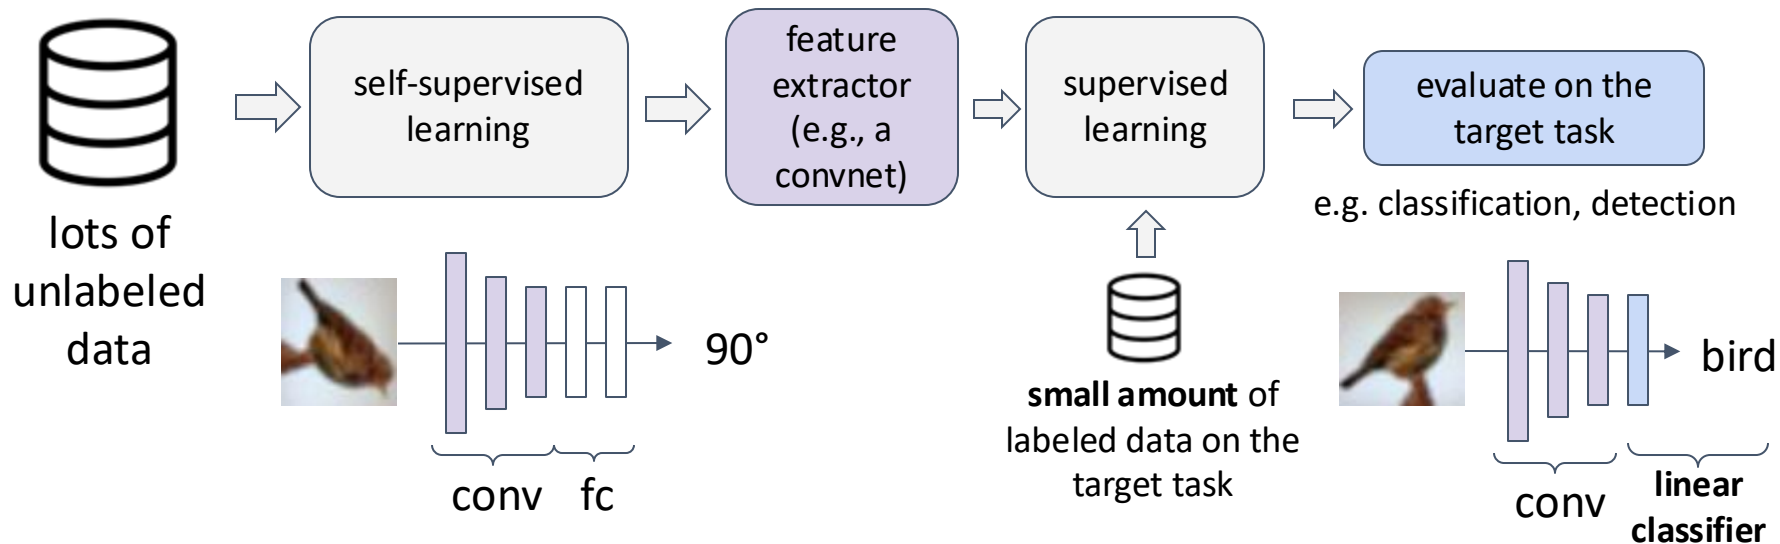 lots of
unlabeled
data
self-supervised
learning
feature
extractor
(e.g., a
convnet)
supervised
learning
evaluate on the
target task
e.g. classification, detection
90°
conv
fc
small amount of
labeled data on the
target task
bird
conv
linear
classifier